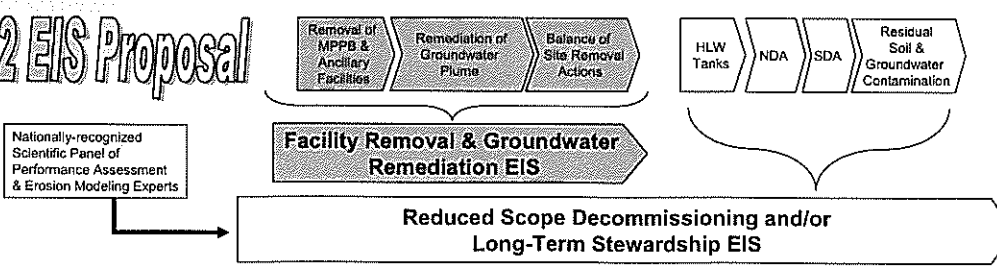 2 EIS Proposal
Removal of
MPPB &
Ancillary
Facilities
Remediation of
Groundwater
Plume
Balance of
Site Removal
Actions
HLW
Tanks
NDA
SDA
Residual
Soil &
Groundwater
Contamination
Facility Removal & Groundwater
Remediation EIS
Nationally-recognized
Scientific Panel of
Performance Assessment
& Erosion Modeling Experts
Reduced Scope Decommissioning and/or
Long-Term Stewardship EIS